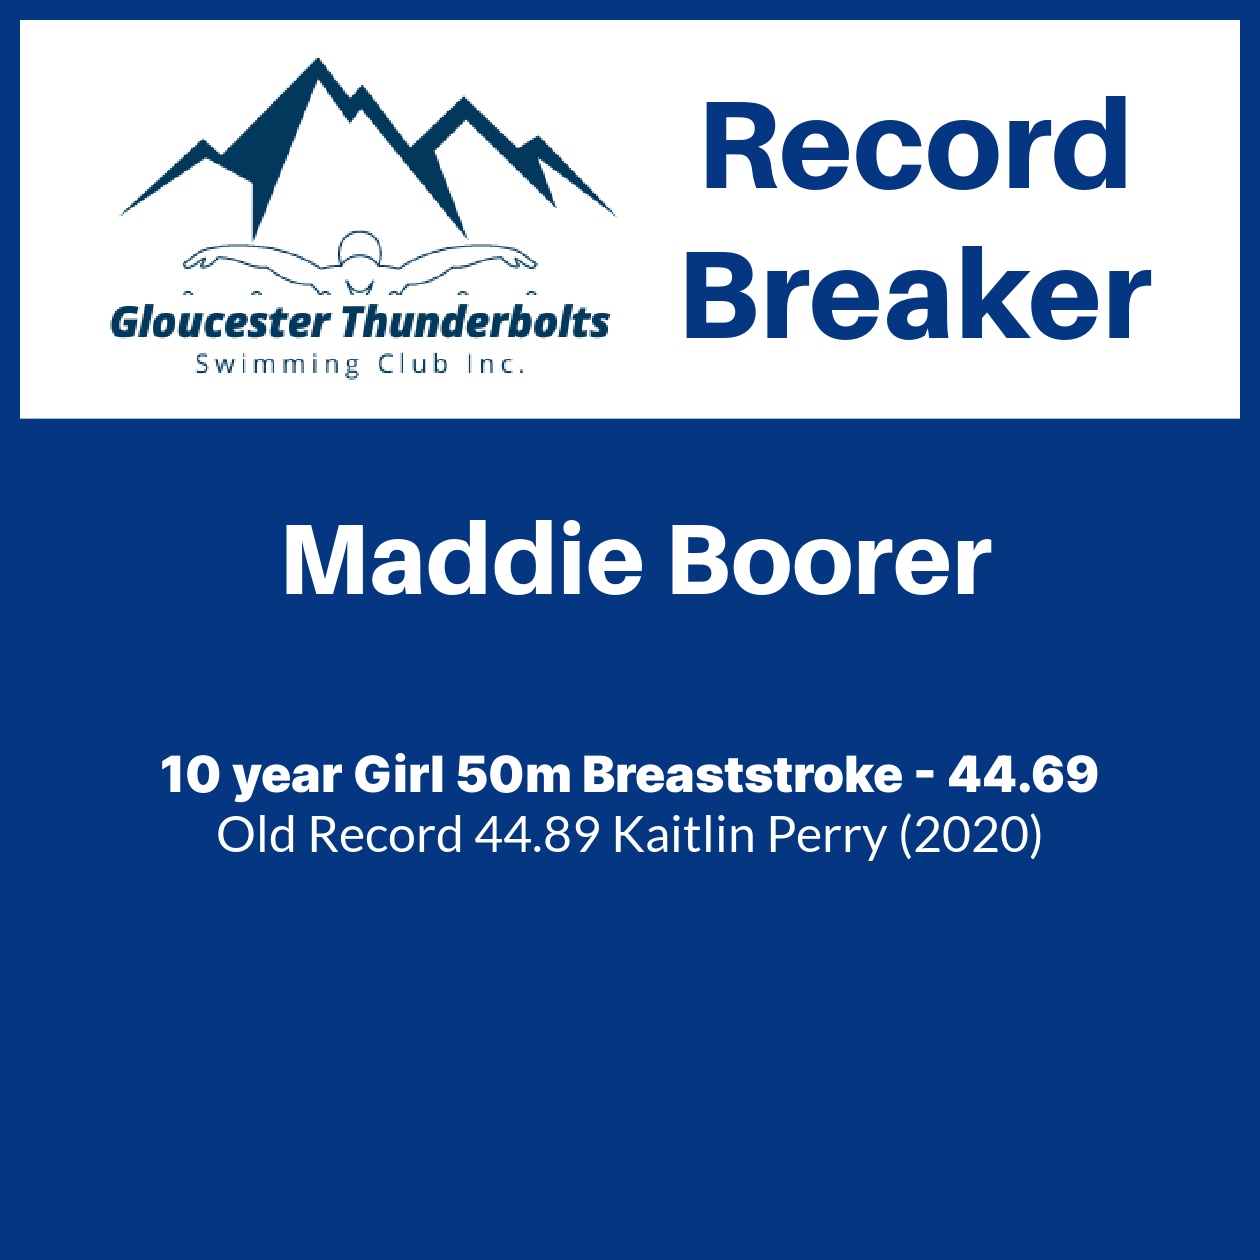 Record
Breaker
Gloucester Thunderbolts
Swimming Club Inc.
Maddie Boorer
10 year Girl 50m Breaststroke - 44.69
Old Record 44.89 Kaitlin Perry (2020)